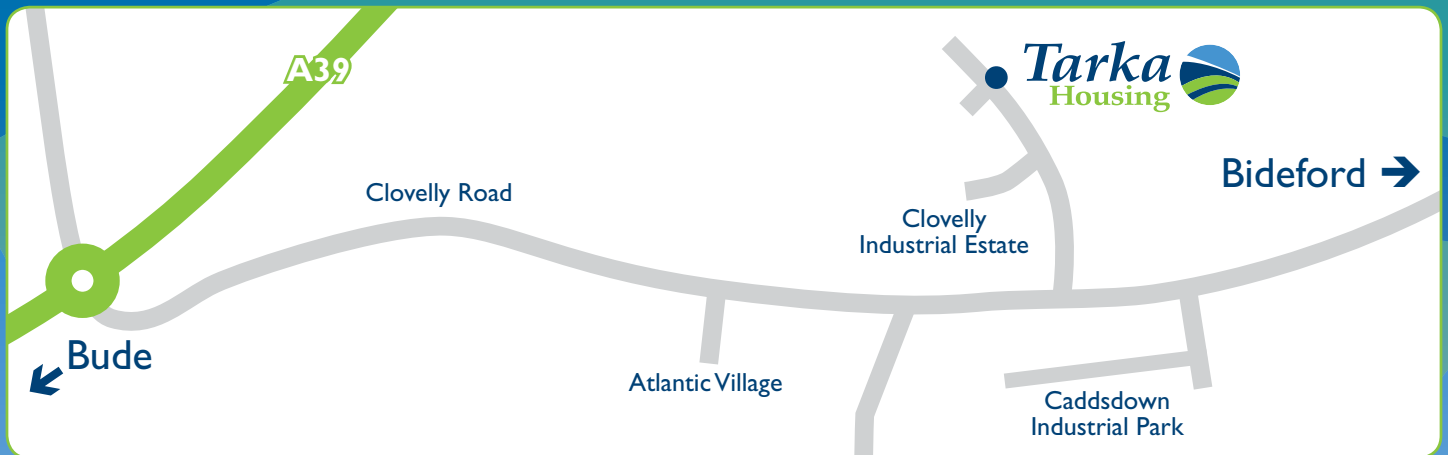 A39
Tarka
Housing
Bideford
Clovelly Road
Clovelly
Industrial Estate
Bude
Atlantic Village
Caddsdown
Industrial Park